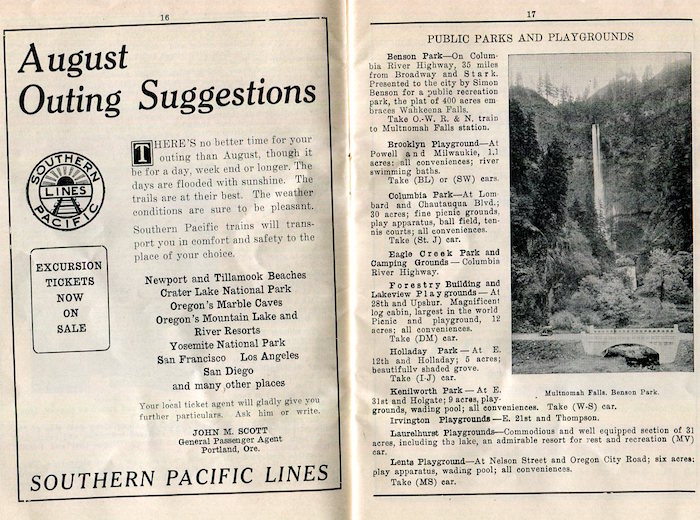 16
August
Outing Suggestions
SOUTHERN
LINES
PACIFIC
EXCURSION
TICKETS
NOW
ON
SALE
THERE'S no better time for your
outing than August, though it
be for a day, week end or longer. The
days are flooded with sunshine. The
trails are at their best. The weather
conditions are sure to be pleasant.
Southern Pacific trains will trans-
port you in comfort and safety to the
place of your choice.
Newport and Tillamook Beaches
Crater Lake National Park
Oregon's Marble Caves
Oregon's Mountain Lake and
River Resorts
Yosemite National Park
San Francisco Los Angeles
San Diego
and many other places
Your local ticket agent will gladly give you
further particulars. Ask him or write.
JOHN M. SCOTT
General Passenger Agent
Portland, Ore.
SOUTHERN PACIFIC LINES
17
PUBLIC PARKS AND PLAYGROUNDS
Benson Park—On Colum-
bia River Highway, 35 miles
from Broadway and Stark.
Presented to the city by Simon
Benson for a public recreation
park, the plat of 400 acres em-
braces Wahkeena Falls.
Take O.-W. R. & N. train
to Multnomah Falls station.
Brooklyn Playground—At
Powell and Milwaukie, 1.1
acres; all conveniences; river
swimming baths.
Take (BL) or (SW) cars.
Columbia Park—At Lom-
bard and Chautauqua Blvd.;
30 acres; fine picnic grounds,
play apparatus, ball field, ten-
nis courts; all conveniences.
Take (St. J) car.
Eagle Creek Park and
Camping Grounds — Columbia
River Highway.
Forestry Building and
Lakeview Playgrounds — At
28th and Upshur. Magnificent
log cabin, largest in the world
Picnic and playground, 12
acres; all conveniences.
Take (DM) car.
Holladay Park — At E.
12th and Holladay; 5 acres;
beautifully shaded grove.
Take (I-J) car.
Kenilworth Park — At E.
31st and Holgate; 9 acres, play-
grounds, wading pool; all conveniences. Take (W-S) car.
Multnomah Falls, Benson Park.
Irvington Playgrounds—E. 21st and Thompson.
Laurelhurst Playgrounds—Commodious and well equipped section of 31
acres, including the lake, an admirable resort for rest and recreation (MV)
car.
Lents Playground—At Nelson Street and Oregon City Road; six acres;
play apparatus, wading pool; all conveniences.
Take (MS) car.